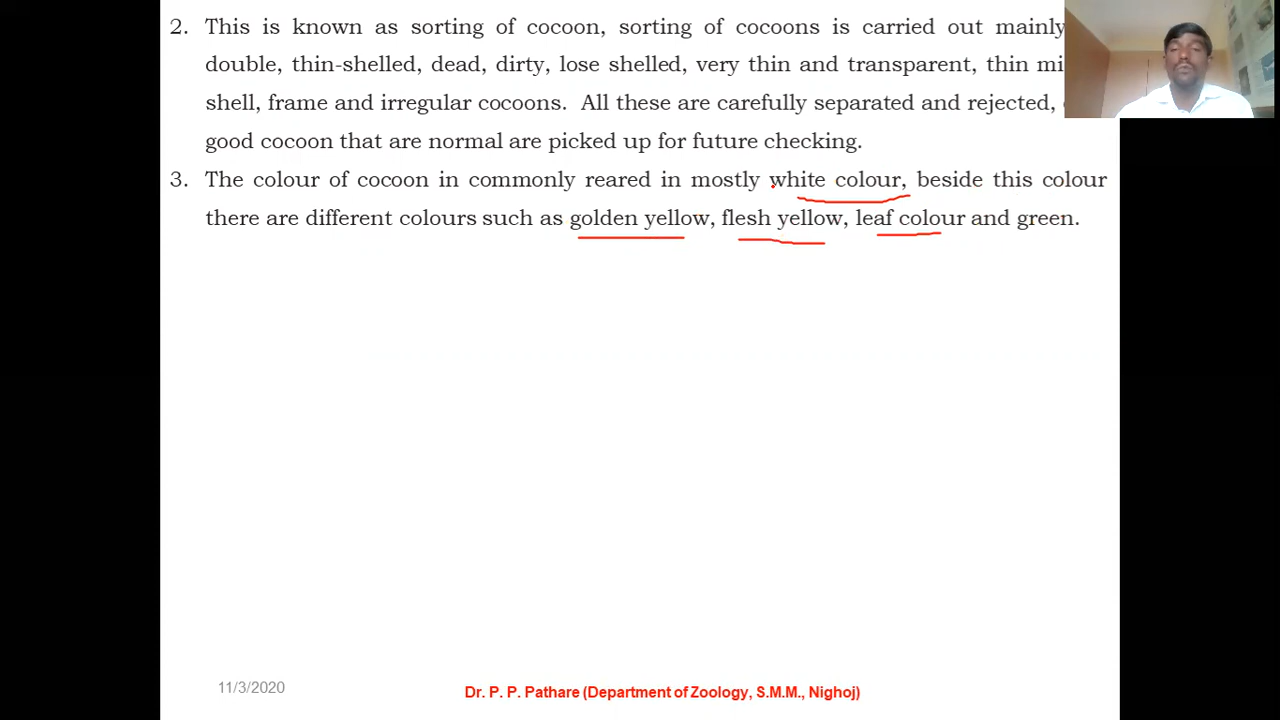 2. This is known as sorting of cocoon, sorting of cocoons is carried out mainly
double, thin-shelled, dead, dirty, lose shelled, very thin and transparent, thin
shell, frame and irregular cocoons. All these are carefully separated and rejected,
good cocoon that are normal are picked up for future checking.
3. The colour of cocoon in commonly reared in mostly white colour, beside this colour
there are different colours such as golden yellow, flesh yellow, leaf colour and green.
11/3/2020
Dr. P. P. Pathare (Department of Zoology, S.M.M., Nighoj)